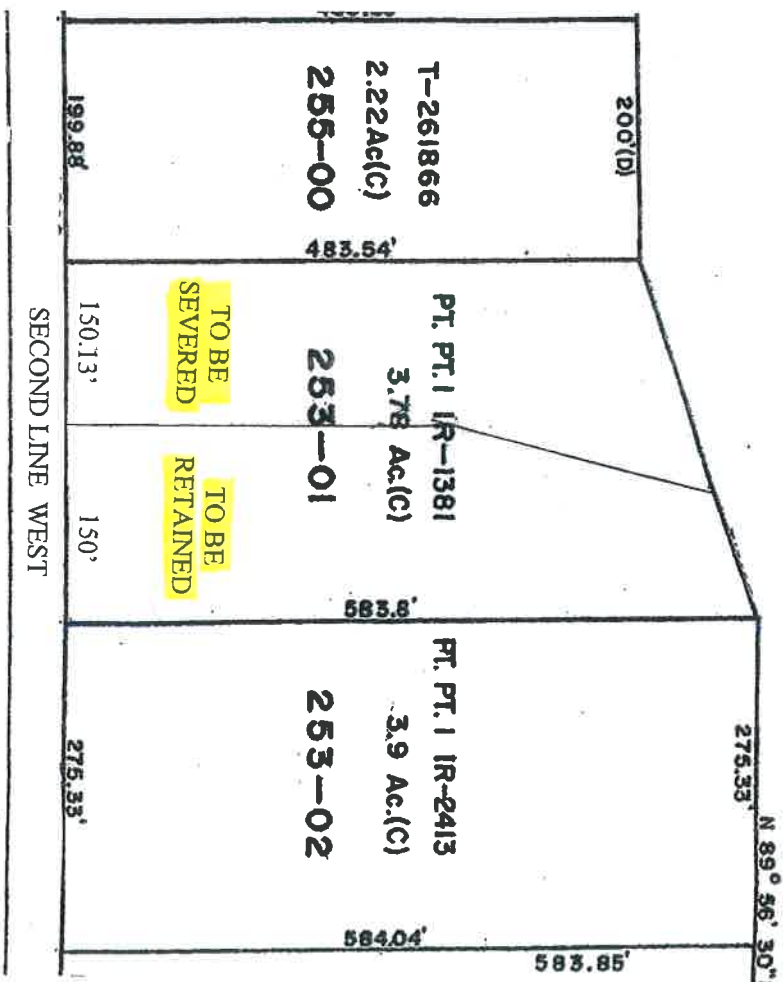 200'(D)
T-261866
2.22Ac(C)
255-00
199.88'
483.54'
PT. PT. 1 1R-1381
3.78 Ac.(C)
253-01
TO BE
SEVERED
150.13'
TO BE
RETAINED
150'
583.8'
275.33'
N 89° 56' 30"
PT. PT. 1 1R-2413
3.9 Ac.(C)
253-02
275.33'
584.04'
583.85'
SECOND LINE WEST